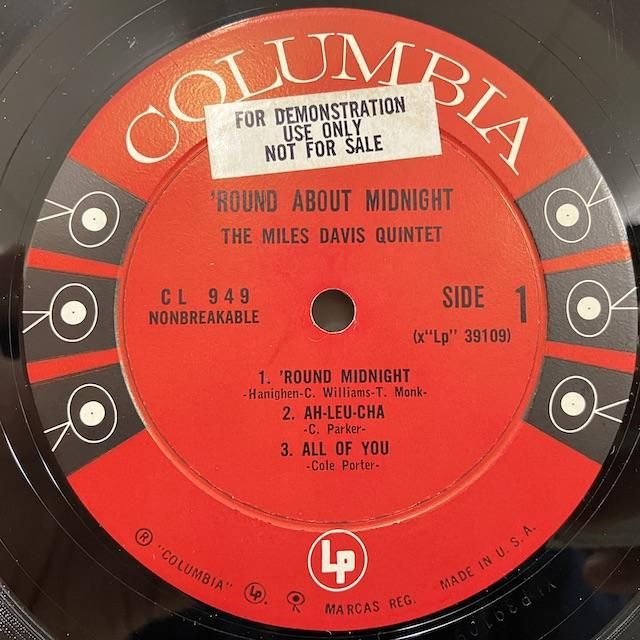 COLUMBIA
FOR DEMONSTRATION
USE ONLY
NOT FOR SALE
'ROUND ABOUT MIDNIGHT
THE MILES DAVIS QUINTET
CL 949
NONBREAKABLE
SIDE 1
(x"Lp" 39109)
1. 'ROUND MIDNIGHT
-Hanighen-C. Williams-T. Monk-
2. AH-LEU-CHA
-C. Parker-
3. ALL OF YOU
-Cole Porter-
Lp
® "COLUMBIA" Lp. MARCAS REG. MADE IN U.S.A.